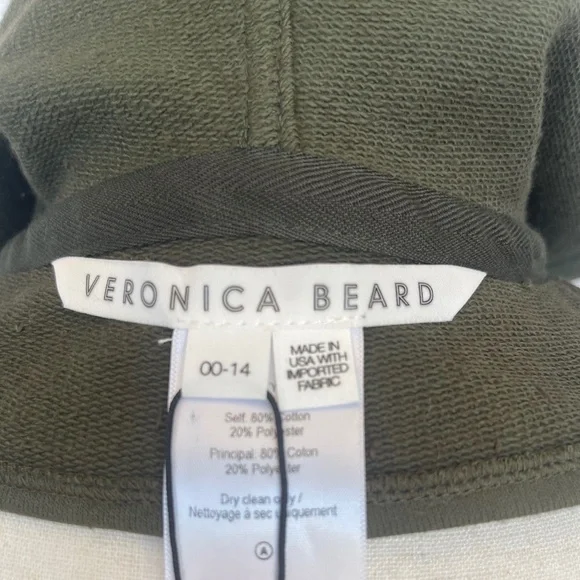 VERONICA BEARD
00-14
MADE IN
USA WITH
IMPORTED
FABRIC
Self: 80% Cotton
20% Polyester
Principal: 80% Coton
20% Polyester
Dry clean only /
Nettoyage à sec uniquement
A